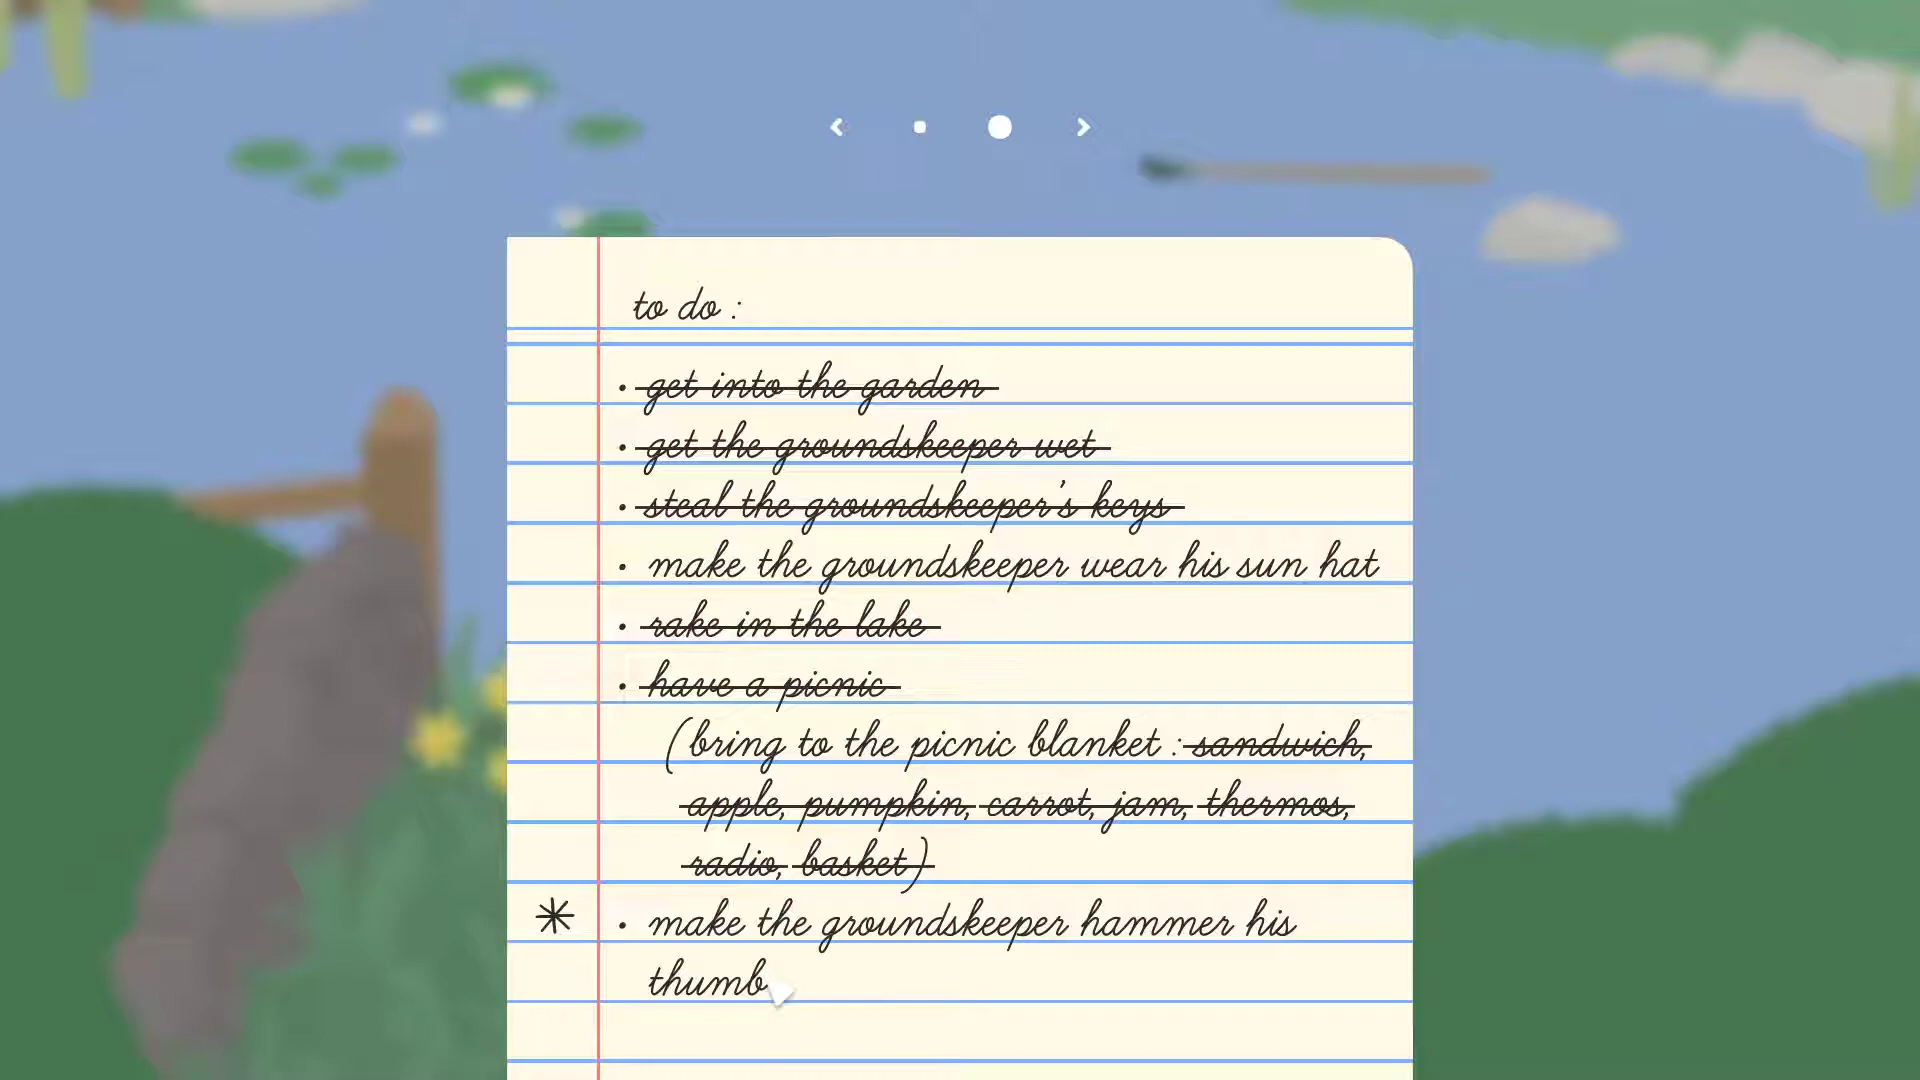 to do :
• get into the garden
• get the groundskeeper wet
• steal the groundskeeper's keys
• make the groundskeeper wear his sun hat
• rake in the lake
• have a picnic
(bring to the picnic blanket : sandwich,
apple, pumpkin, carrot, jam, thermos,
radio, basket)
• make the groundskeeper hammer his
thumb